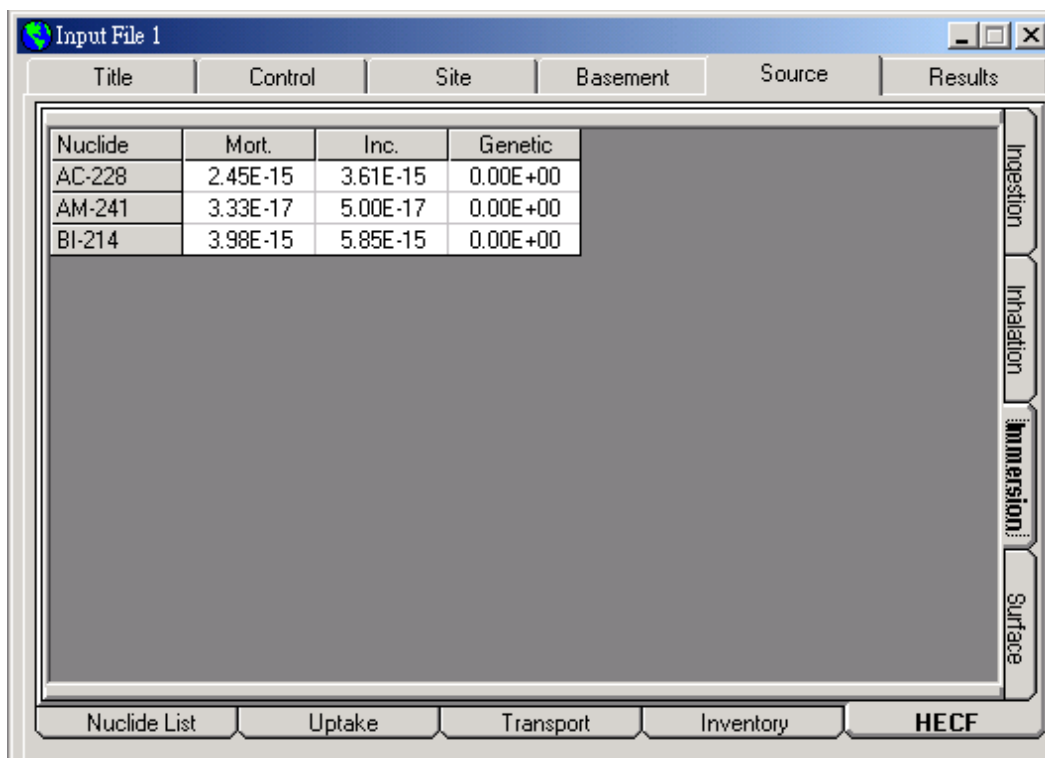 Input File 1
Title Control Site Basement Source Results
Nuclide Mort. Inc. Genetic
AC-228 2.45E-15 3.61E-15 0.00E+00
AM-241 3.33E-17 5.00E-17 0.00E+00
BI-214 3.98E-15 5.85E-15 0.00E+00
Ingestion
Inhalation
Immersion
Surface
Nuclide List Uptake Transport Inventory HECF